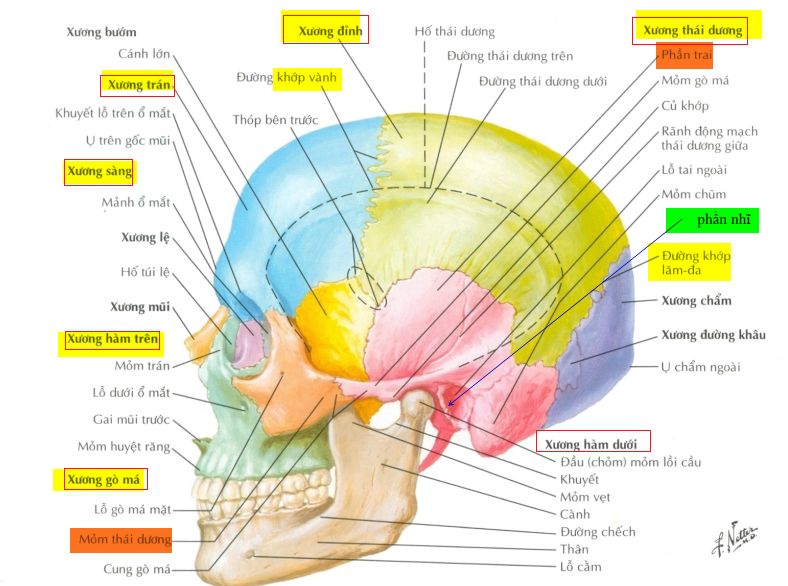 Xương bướm
Cánh lớn
Xương trán
Khuyết lỗ trên ổ mắt
Ụ trên gốc mũi
Xương sàng
Mảnh ổ mắt
Xương lệ
Hố túi lệ
Xương mũi
Xương hàm trên
Mỏm trán
Lỗ dưới ổ mắt
Gai mũi trước
Mỏm huyệt răng
Xương gò má
Lỗ gò má mặt
Mỏm thái dương
Cung gò má
Xương đỉnh
Đường khớp vành
Thóp bên trước
Hố thái dương
Đường thái dương trên
Đường thái dương dưới
Xương thái dương
Phần trai
Mỏm gò má
Củ khớp
Rãnh động mạch
thái dương giữa
Lỗ tai ngoài
Mỏm chũm
phần nhĩ
Đường khớp
lăm-đa
Xương chẩm
Xương đường khâu
Ụ chẩm ngoài
Xương hàm dưới
Đầu (chỏm) mỏm lồi cầu
Khuyết
Mỏm vẹt
Cành
Đường chếch
Thân
Lỗ cằm
F. Netter
M.D.